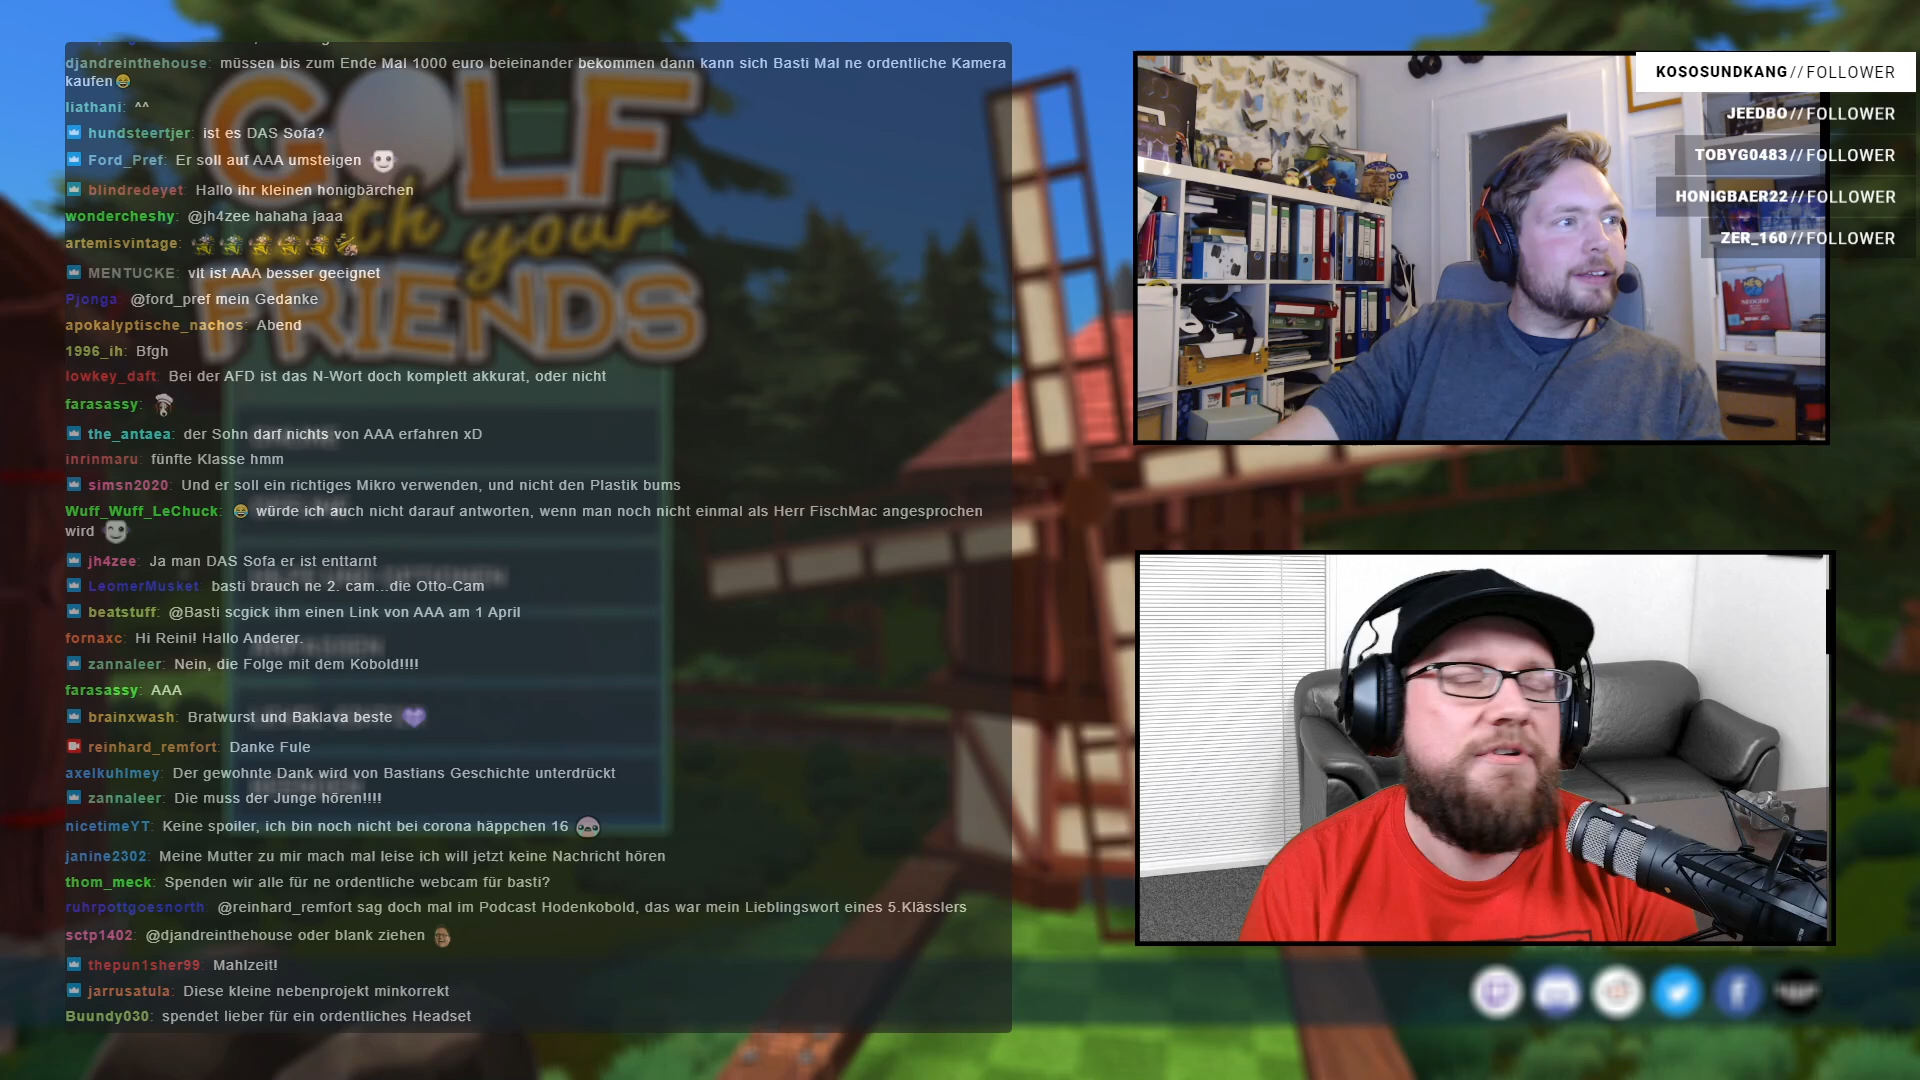 djandreinthehouse: müssen bis zum Ende Mal 1000 euro beieinander bekommen dann kann sich Basti Mal ne ordentliche Kamera
kaufen
liathani: ^^
hundsteertjer: ist es DAS Sofa?
Ford_Pref: Er soll auf AAA umsteigen
blindredeyet: Hallo ihr kleinen honigbärchen
wondercheshy: @jh4zee hahaha jaaa
artemisvintage:
MENTUCKE: vlt ist AAA besser geeignet
Pjonga: @ford_pref mein Gedanke
apokalyptische_nachos: Abend
1996_ih: Bfgh
lowkey_daft: Bei der AFD ist das N-Wort doch komplett akkurat, oder nicht
farasassy:
the_antaea: der Sohn darf nichts von AAA erfahren xD
inrinmaru: fünfte Klasse hmm
simsn2020: Und er soll ein richtiges Mikro verwenden, und nicht den Plastik bums
Wuff_Wuff_LeChuck: würde ich auch nicht darauf antworten, wenn man noch nicht einmal als Herr FischMac angesprochen
wird
jh4zee: Ja man DAS Sofa er ist enttarnt
LeomerMusket: basti brauch ne 2. cam...die Otto-Cam
beatstuff: @Basti scgick ihm einen Link von AAA am 1 April
fornaxc: Hi Reini! Hallo Anderer.
zannaleer: Nein, die Folge mit dem Kobold!!!!
farasassy: AAA
brainxwash: Bratwurst und Baklava beste
reinhard_remfort: Danke Fule
axelkuhlmey: Der gewohnte Dank wird von Bastians Geschichte unterdrückt
zannaleer: Die muss der Junge hören!!!!
nicetimeYT: Keine spoiler, ich bin noch nicht bei corona häppchen 16
janine2302: Meine Mutter zu mir mach mal leise ich will jetzt keine Nachricht hören
thom_meck: Spenden wir alle für ne ordentliche webcam für basti?
ruhrpottgoesnorth: @reinhard_remfort sag doch mal im Podcast Hodenkobold, das war mein Lieblingswort eines 5.Klässlers
sctp1402: @djandreinthehouse oder blank ziehen
thepun1sher99: Mahlzeit!
jarrusatula: Diese kleine nebenprojekt minkorrekt
Buundy030: spendet lieber für ein ordentliches Headset
GOLF
with your
FRIENDS
KOSOSUNDKANG // FOLLOWER
JEEDBO // FOLLOWER
TOBYG0483 // FOLLOWER
HONIGBAER22 // FOLLOWER
ZER_160 // FOLLOWER
NEOGEO